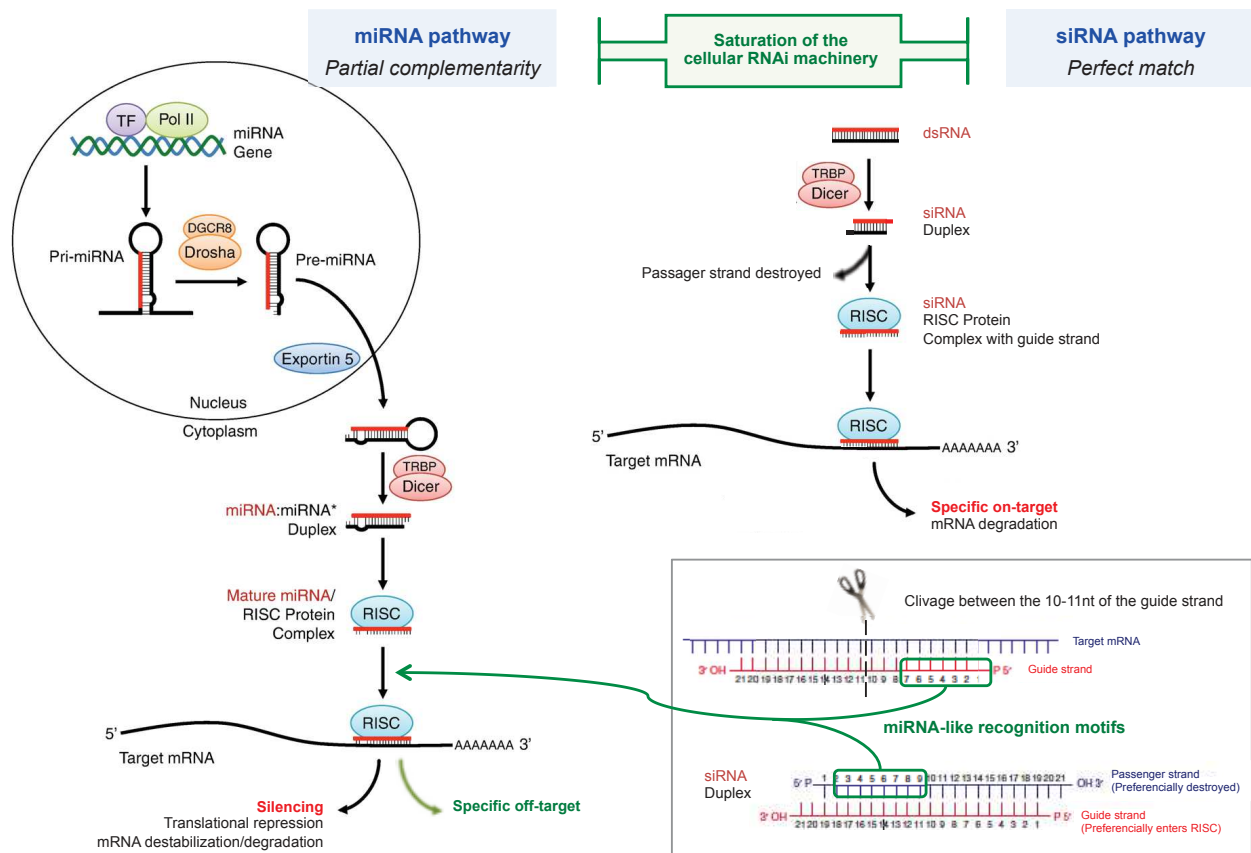 miRNA pathway
Partial complementarity
Saturation of the
cellular RNAi machinery
siRNA pathway
Perfect match
TF
Pol II
miRNA
Gene
Pri-miRNA
DGCR8
Drosha
Pre-miRNA
Exportin 5
Nucleus
Cytoplasm
TRBP
Dicer
miRNA:miRNA*
Duplex
Mature miRNA/
RISC Protein
Complex
RISC
5’
Target mRNA
RISC
AAAAAAA 3’
Silencing
Translational repression
mRNA destabilization/degradation
Specific off-target
dsRNA
TRBP
Dicer
siRNA
Duplex
Passager strand destroyed
siRNA
RISC Protein
Complex with guide strand
RISC
5’
Target mRNA
RISC
AAAAAAA 3’
Specific on-target
mRNA degradation
Clivage between the 10-11nt of the guide strand
Target mRNA
3' OH
P 5'
Guide strand
21 20 19 18 17 16 15 14 13 12 11 10 9 8 7 6 5 4 3 2 1
miRNA-like recognition motifs
siRNA
Duplex
5' P
1 2 3 4 5 6 7 8 9 10 11 12 13 14 15 16 17 18 19 20 21
OH 3'
Passenger strand
(Preferencially destroyed)
3' OH
P 5'
Guide strand
(Preferencially enters RISC)
21 20 19 18 17 16 15 14 13 12 11 10 9 8 7 6 5 4 3 2 1